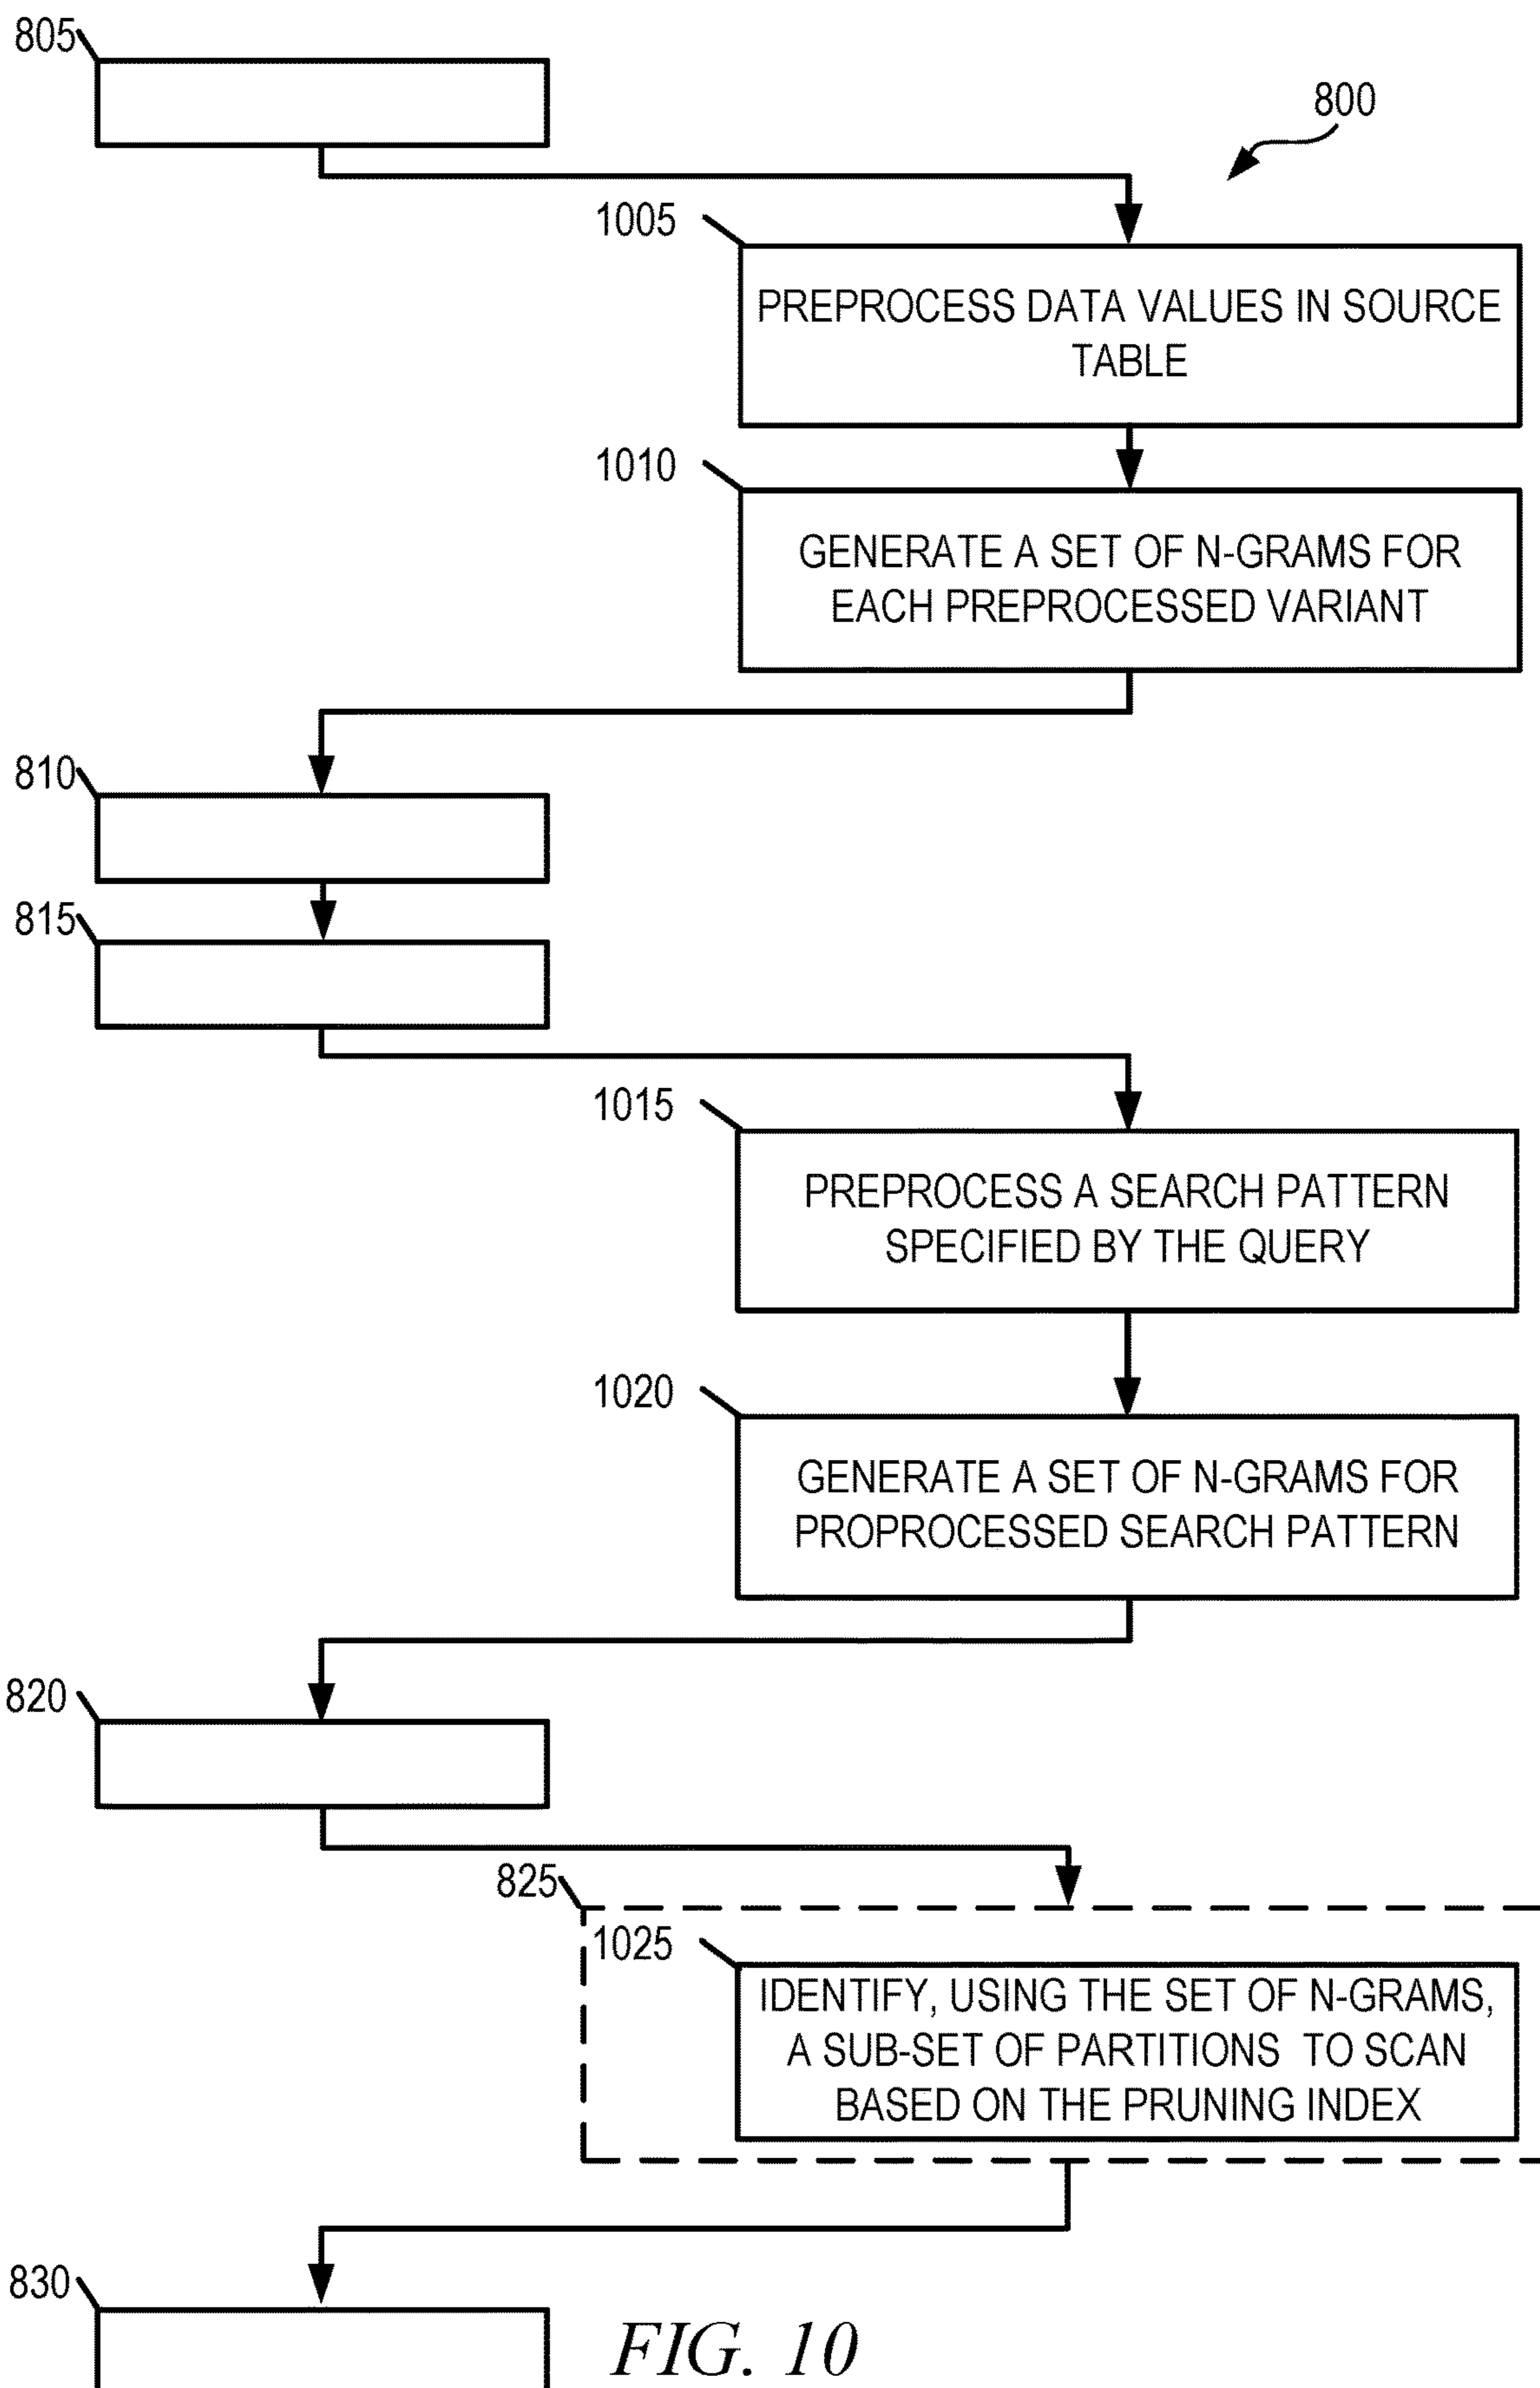 805
800
1005
PREPROCESS DATA VALUES IN SOURCE
TABLE
1010
GENERATE A SET OF N-GRAMS FOR
EACH PREPROCESSED VARIANT
810
815
1015
PREPROCESS A SEARCH PATTERN
SPECIFIED BY THE QUERY
1020
GENERATE A SET OF N-GRAMS FOR
PROPROCESSED SEARCH PATTERN
820
825
1025
IDENTIFY, USING THE SET OF N-GRAMS,
A SUB-SET OF PARTITIONS TO SCAN
BASED ON THE PRUNING INDEX
830
FIG. 10